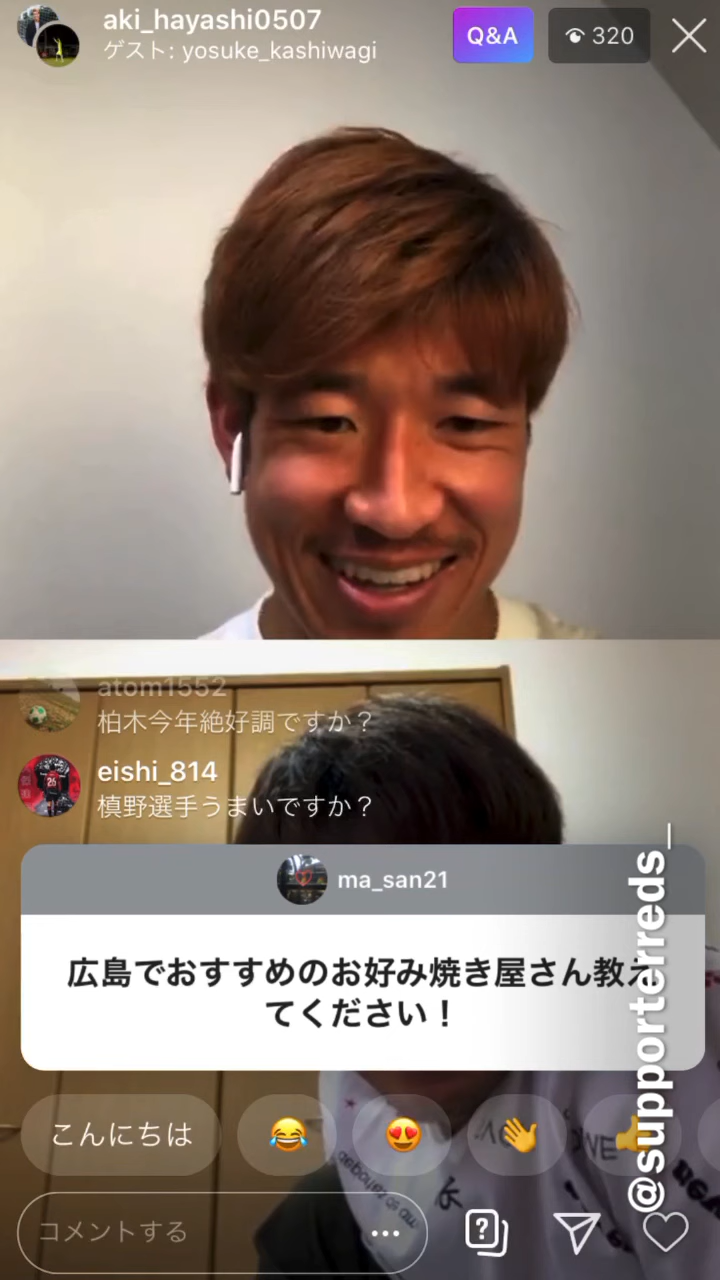 aki_hayashi0507
ゲスト: yosuke_kashiwagi
Q&A
320
atom1552
柏木今年絶好調ですか？
eishi_814
槙野選手うまいですか？
ma_san21
広島でおすすめのお好み焼き屋さん教え
てください！
@supporterreds_
こんにちは
コメントする